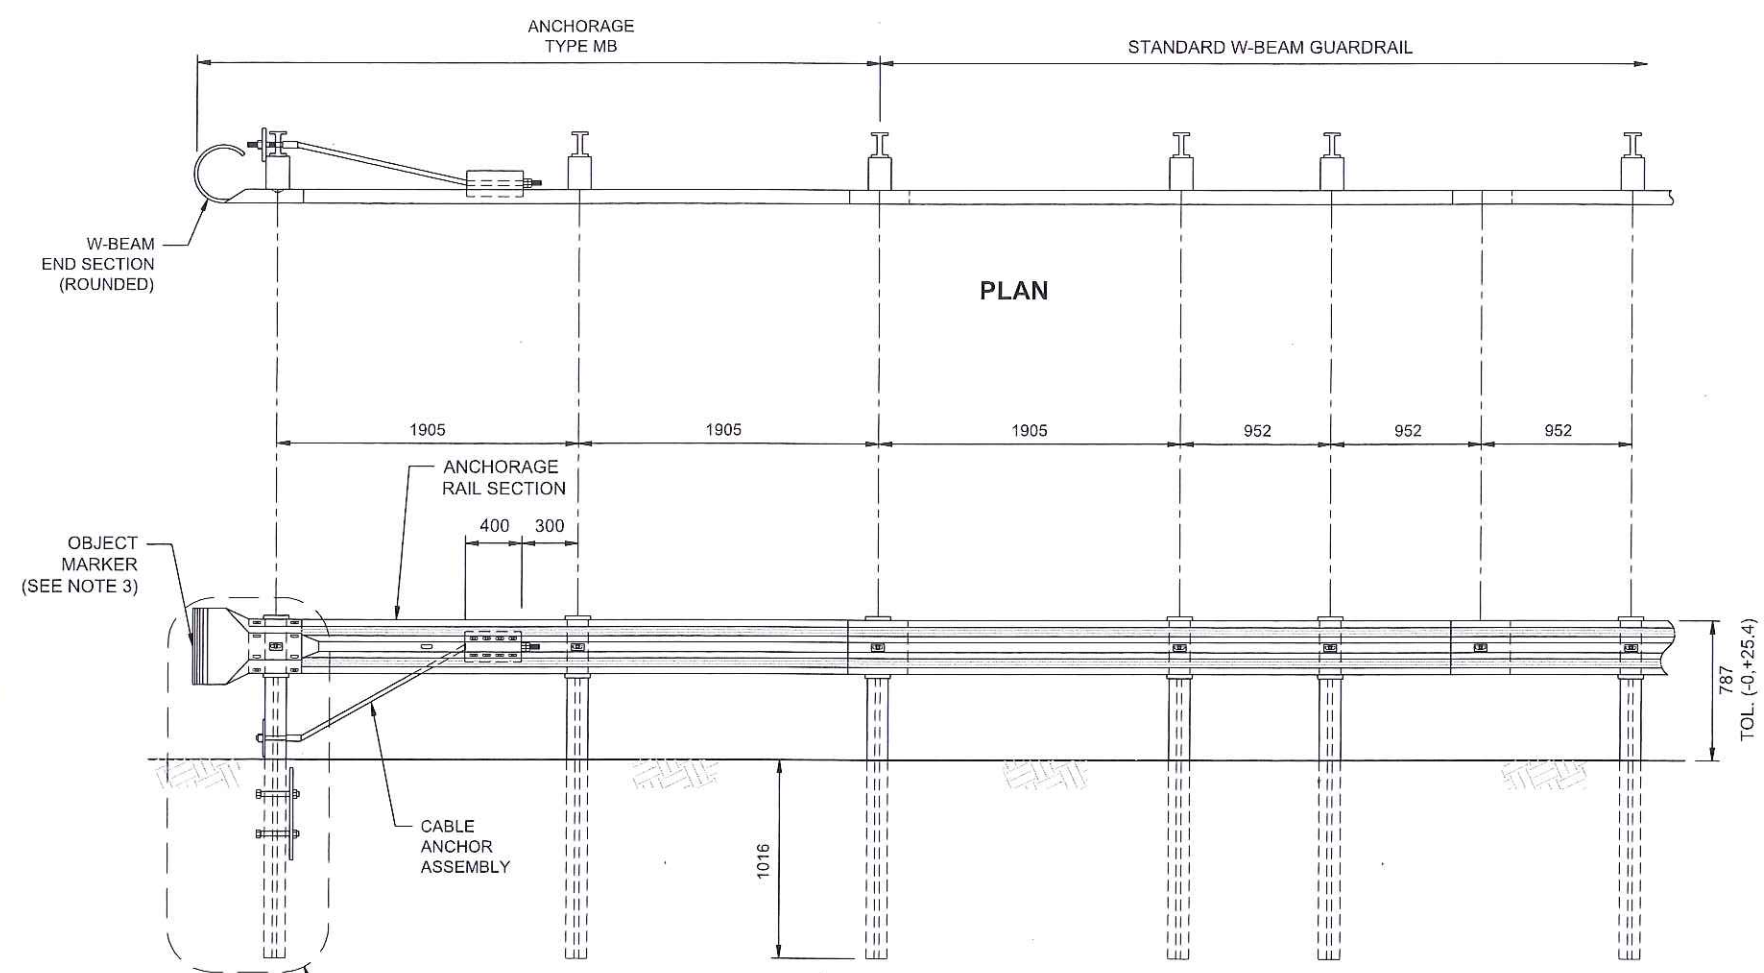 ANCHORAGE
TYPE MB
STANDARD W-BEAM GUARDRAIL
W-BEAM
END SECTION
(ROUNDED)
PLAN
1905
1905
1905
952
952
952
ANCHORAGE
RAIL SECTION
400
300
OBJECT
MARKER
(SEE NOTE 3)
787
TOL. (-0,+25.4)
CABLE
ANCHOR
ASSEMBLY
1016